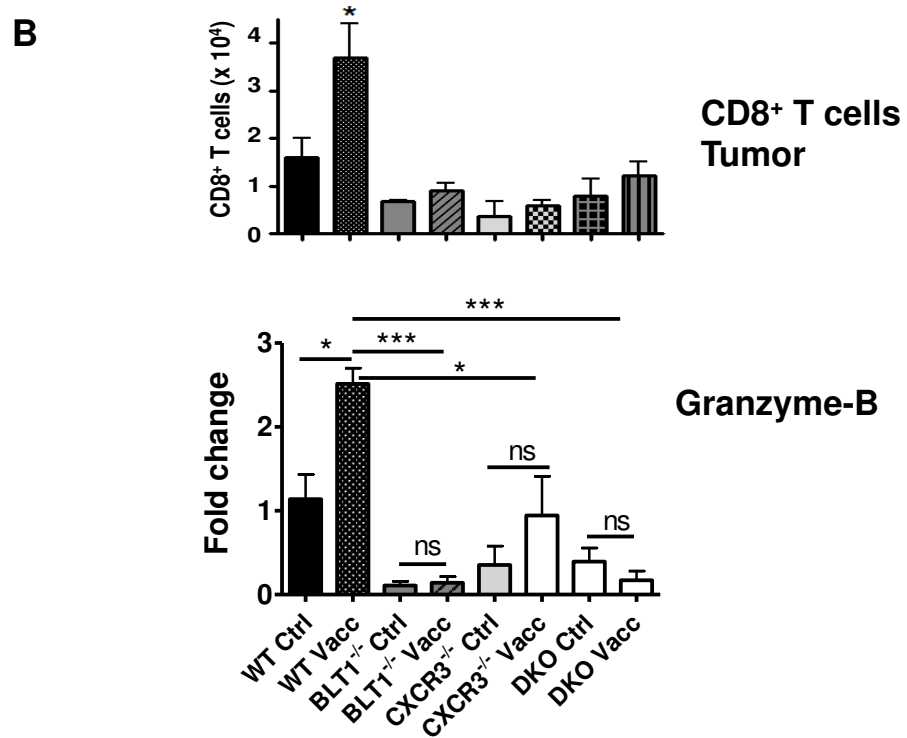 B
*
CD8⁺ T cells (x 10⁴)
4
3
2
1
0
CD8⁺ T cells
Tumor
***
*
***
*
ns
ns
ns
Fold change
3
2
1
0
Granzyme-B
WT Ctrl
WT Vacc
BLT1⁻/⁻ Ctrl
BLT1⁻/⁻ Vacc
CXCR3⁻/⁻ Ctrl
CXCR3⁻/⁻ Vacc
DKO Ctrl
DKO Vacc